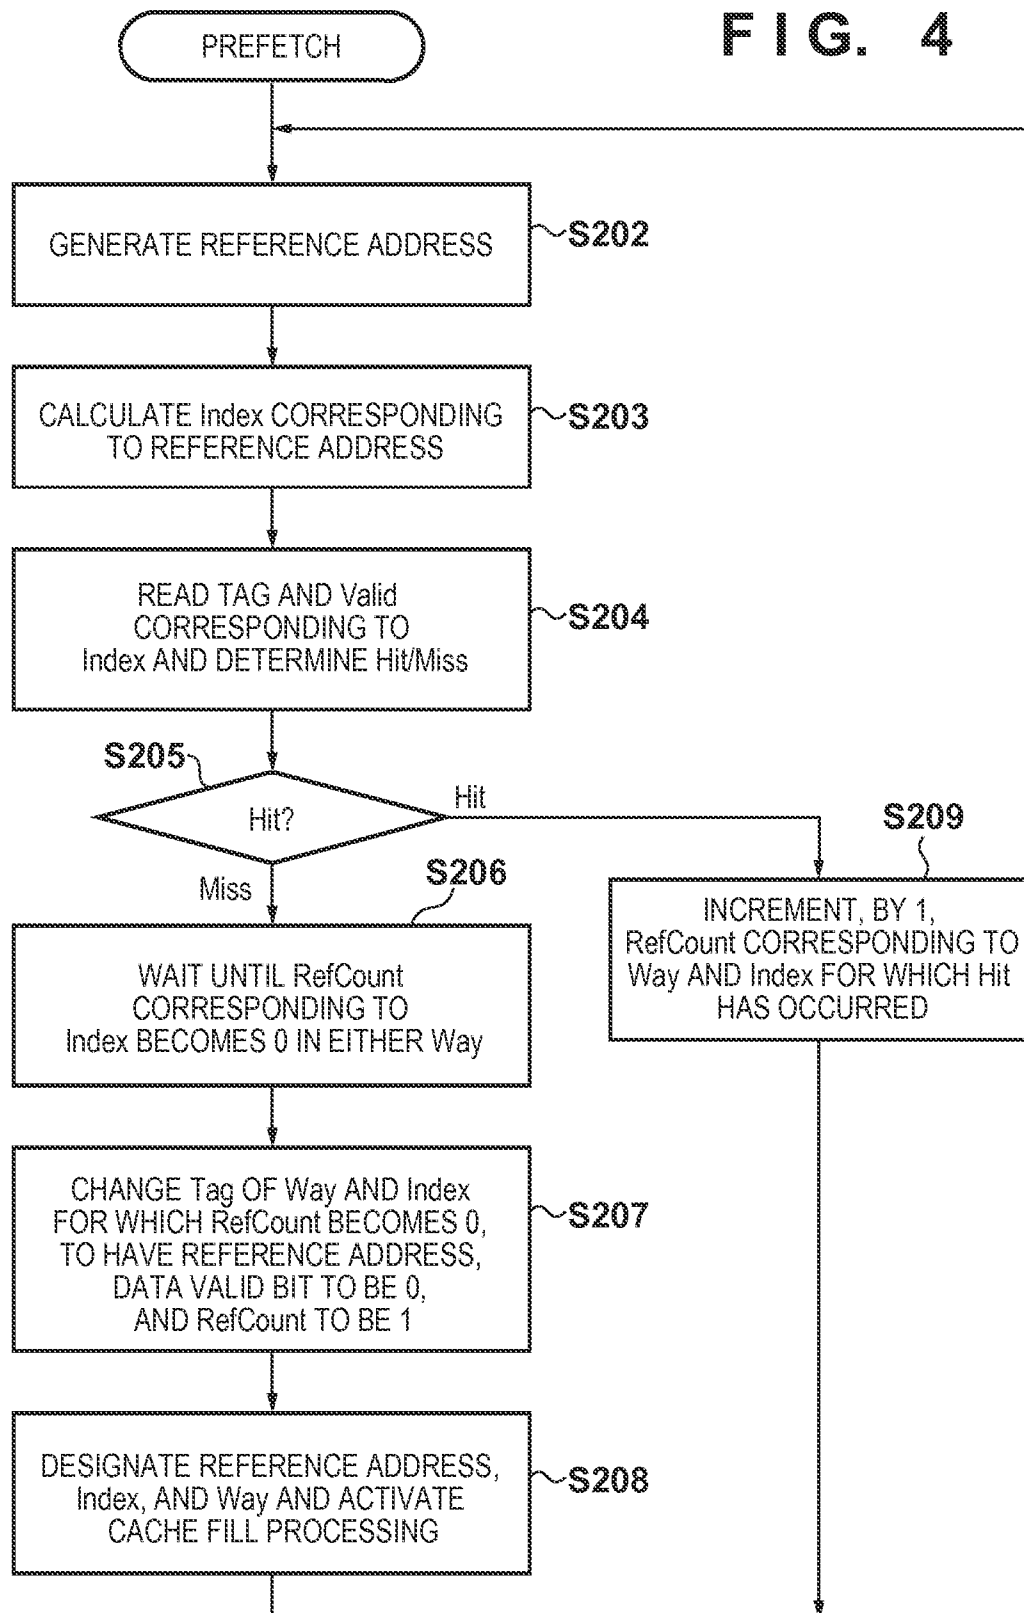 FIG. 4
PREFETCH
GENERATE REFERENCE ADDRESS
S202
CALCULATE Index CORRESPONDING
TO REFERENCE ADDRESS
S203
READ TAG AND Valid
CORRESPONDING TO
Index AND DETERMINE Hit/Miss
S204
S205
Hit?
Hit
Miss
S206
WAIT UNTIL RefCount
CORRESPONDING TO
Index BECOMES 0 IN EITHER Way
S209
INCREMENT, BY 1,
RefCount CORRESPONDING TO
Way AND Index FOR WHICH Hit
HAS OCCURRED
CHANGE Tag OF Way AND Index
FOR WHICH RefCount BECOMES 0,
TO HAVE REFERENCE ADDRESS,
DATA VALID BIT TO BE 0,
AND RefCount TO BE 1
S207
DESIGNATE REFERENCE ADDRESS,
Index, AND Way AND ACTIVATE
CACHE FILL PROCESSING
S208